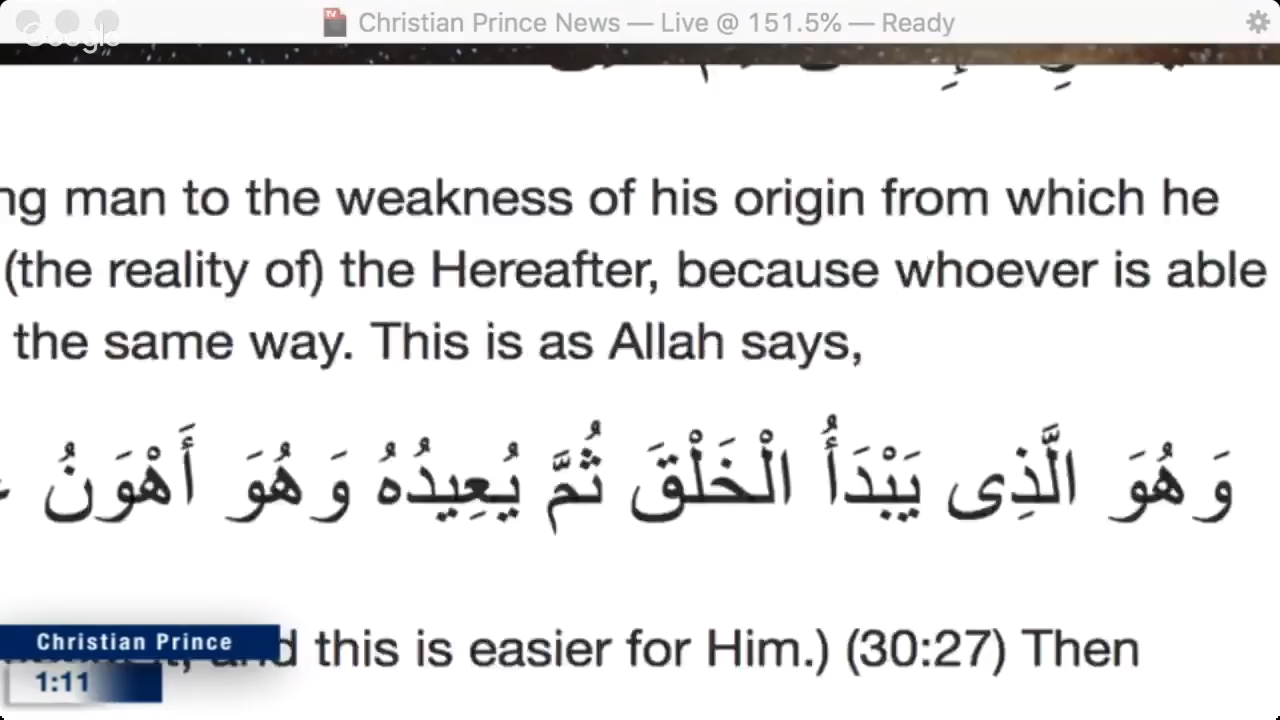 Christian Prince News — Live @ 151.5% — Ready
Google
ng man to the weakness of his origin from which he
(the reality of) the Hereafter, because whoever is able
the same way. This is as Allah says,
وَهُوَ الَّذِى يَبْدَأُ الْخَلْقَ ثُمَّ يُعِيدُهُ وَهُوَ أَهْوَنُ
and this is easier for Him.) (30:27) Then
Christian Prince
1:11